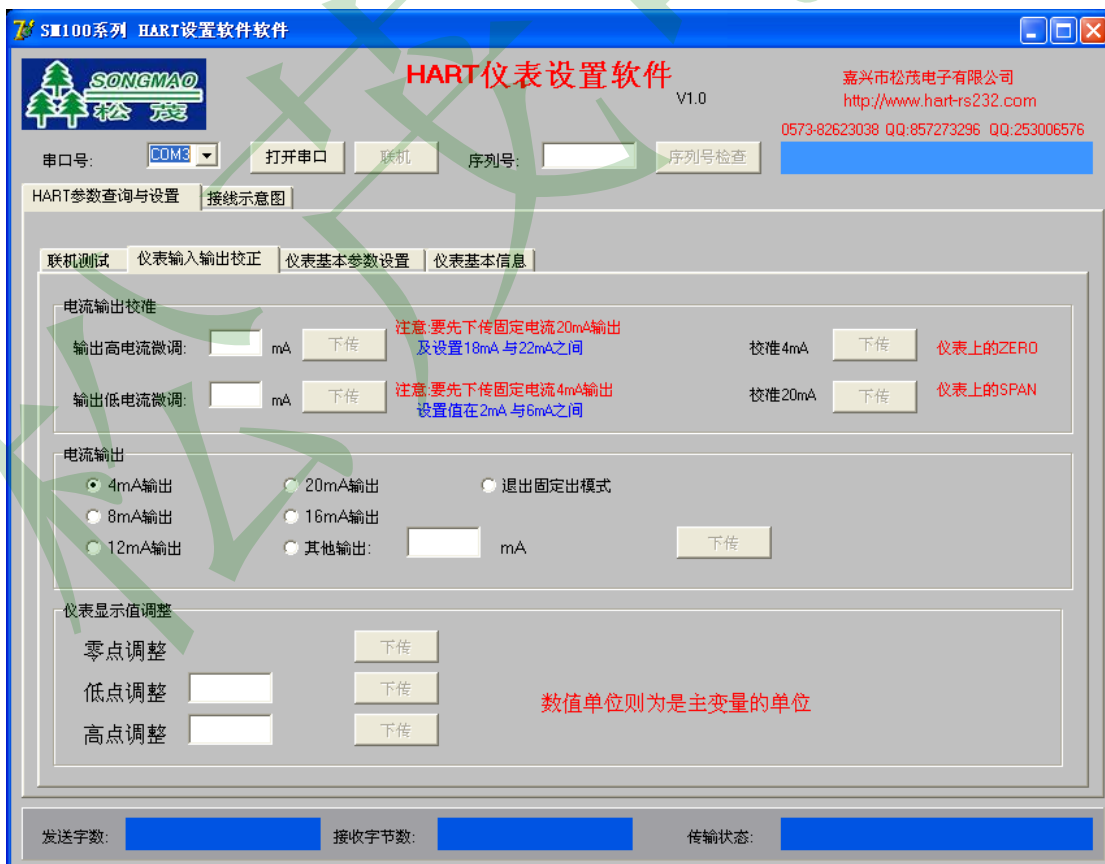 SM100系列 HART设置软件软件
SONGMAO
松茂
HART仪表设置软件
V1.0
嘉兴市松茂电子有限公司
http://www.hart-rs232.com
0573-82623038 QQ:857273296 QQ:253006576
串口号: COM3 打开串口 联机 序列号: 序列号检查
HART参数查询与设置 接线示意图
联机测试 仪表输入输出校正 仪表基本参数设置 仪表基本信息
电流输出校准
输出高电流微调: mA 下传 注意:要先下传固定电流20mA输出
及设置18mA 与22mA之间
校准4mA 下传 仪表上的ZERO
输出低电流微调: mA 下传 注意:要先下传固定电流4mA输出
设置值在2mA 与6mA之间
校准20mA 下传 仪表上的SPAN
电流输出
4mA输出 20mA输出 退出固定出模式
8mA输出 16mA输出
12mA输出 其他输出: mA 下传
仪表显示值调整
零点调整 下传
低点调整 下传
高点调整 下传
数值单位则为是主变量的单位
发送字数: 接收字节数: 传输状态: